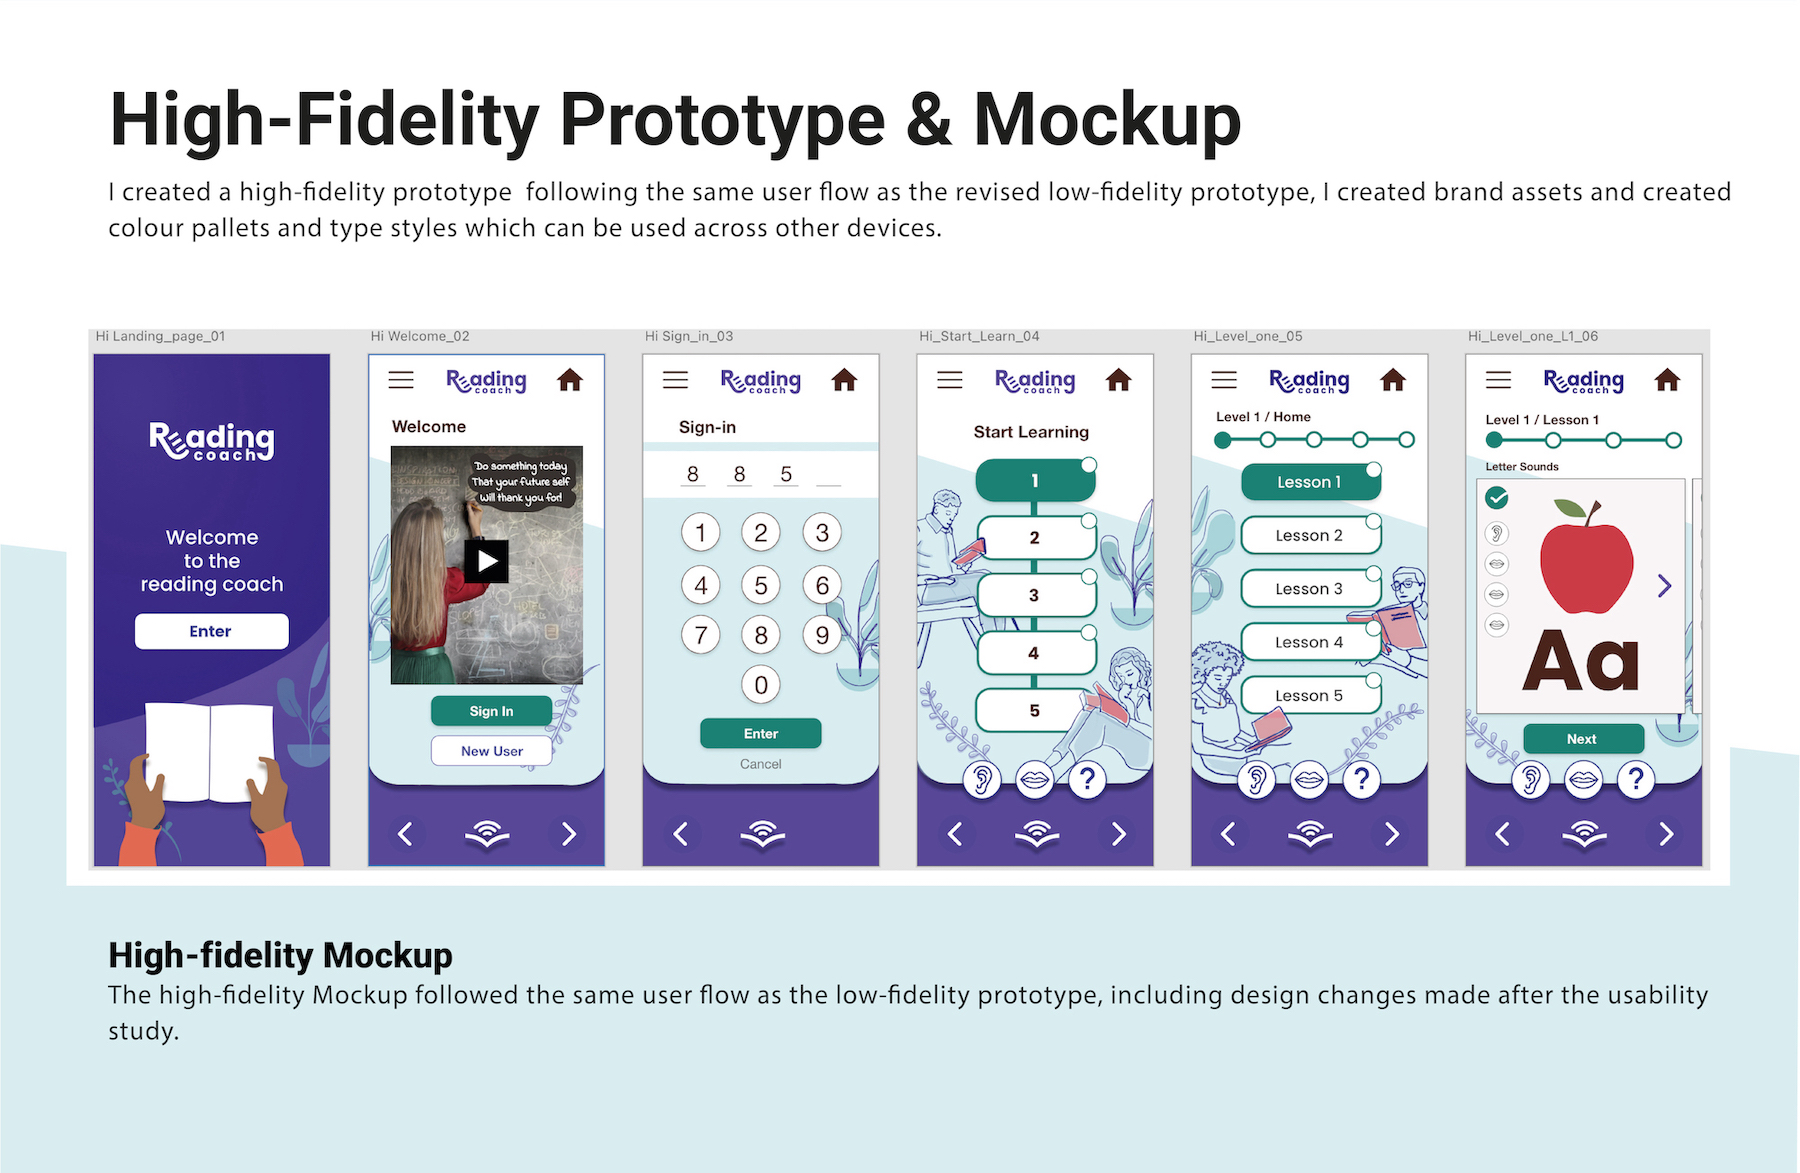 High-Fidelity Prototype & Mockup
I created a high-fidelity prototype following the same user flow as the revised low-fidelity prototype, I created brand assets and created
colour pallets and type styles which can be used across other devices.
Hi Landing_page_01
Reading
coach
Welcome
to the
reading coach
Enter
Hi Welcome_02
Reading
coach
Welcome
Do something today
That your future self
Will thank you for!
Sign In
New User
Hi Sign_in_03
Reading
coach
Sign-in
8 8 5 _
1 2 3
4 5 6
7 8 9
0
Enter
Cancel
Hi_Start_Learn_04
Reading
coach
Start Learning
1
2
3
4
5
?
Hi_Level_one_05
Reading
coach
Level 1 / Home
Lesson 1
Lesson 2
Lesson 3
Lesson 4
Lesson 5
?
Hi_Level_one_L1_06
Reading
coach
Level 1 / Lesson 1
Letter Sounds
Aa
Next
?
High-fidelity Mockup
The high-fidelity Mockup followed the same user flow as the low-fidelity prototype, including design changes made after the usability
study.